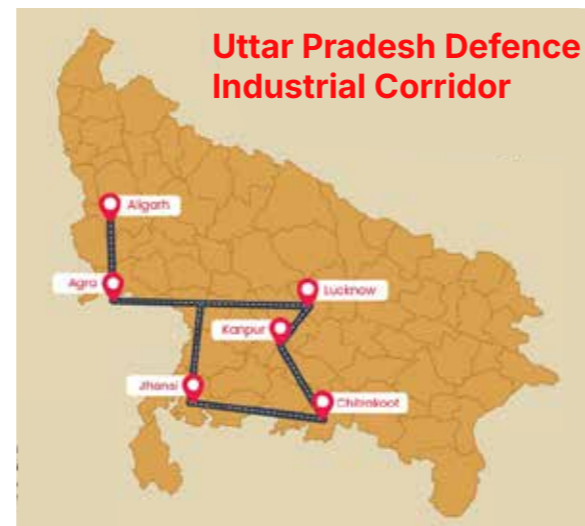 Uttar Pradesh Defence
Industrial Corridor
Aligarh
Agra
Lucknow
Kanpur
Jhansi
Chitrakoot